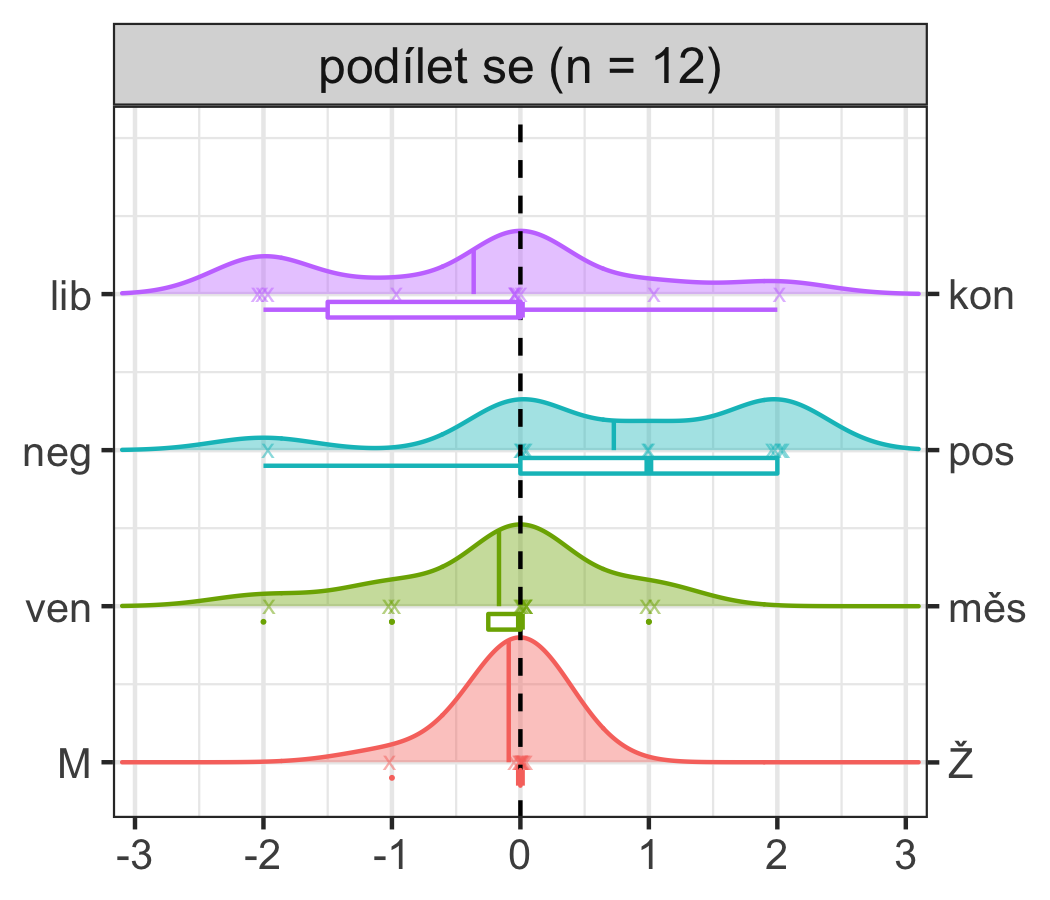 podílet se (n = 12)
lib kon
neg pos
ven měs
M Ž
-3 -2 -1 0 1 2 3